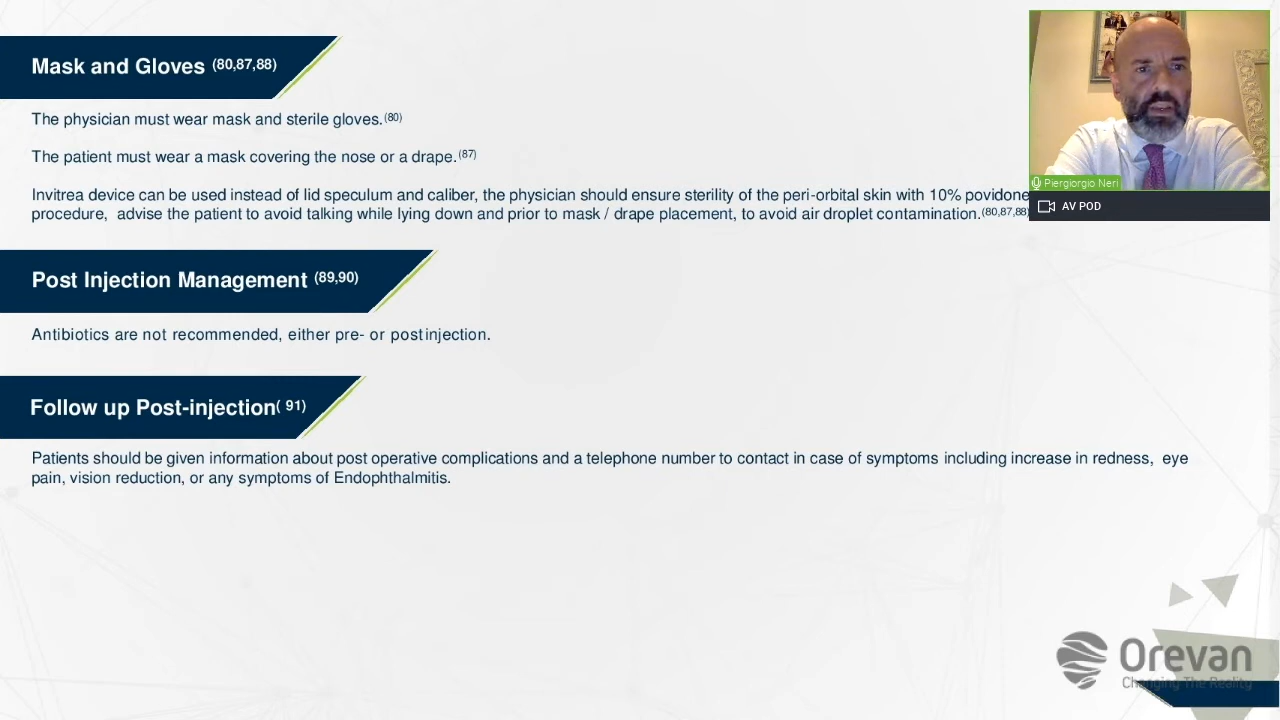 Mask and Gloves (80,87,88)
The physician must wear mask and sterile gloves.(80)
The patient must wear a mask covering the nose or a drape.(87)
Invitrea device can be used instead of lid speculum and caliber, the physician should ensure sterility of the peri-orbital skin with 10% povidone
procedure, advise the patient to avoid talking while lying down and prior to mask / drape placement, to avoid air droplet contamination.(80,87,88)
Post Injection Management (89,90)
Antibiotics are not recommended, either pre- or postinjection.
Follow up Post-injection( 91)
Patients should be given information about post operative complications and a telephone number to contact in case of symptoms including increase in redness, eye
pain, vision reduction, or any symptoms of Endophthalmitis.
Piergiorgio Neri
AV POD
Orevan
Changing The Reality